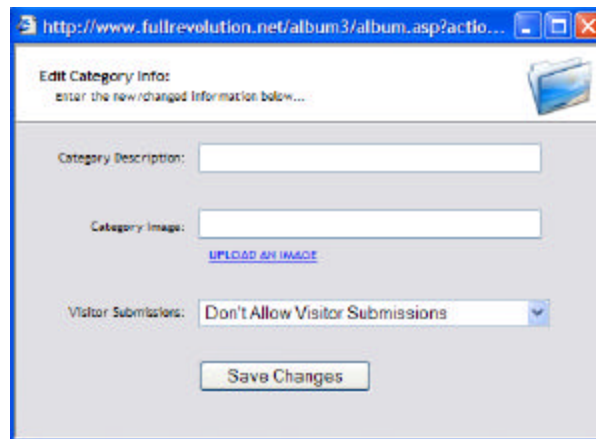 http://www.fullrevolution.net/album3/album.asp?actio...
Edit Category Info:
Enter the new/changed information below...
Category Description:
Category Image:
UPLOAD AN IMAGE
Visitor Submissions: Don't Allow Visitor Submissions
Save Changes